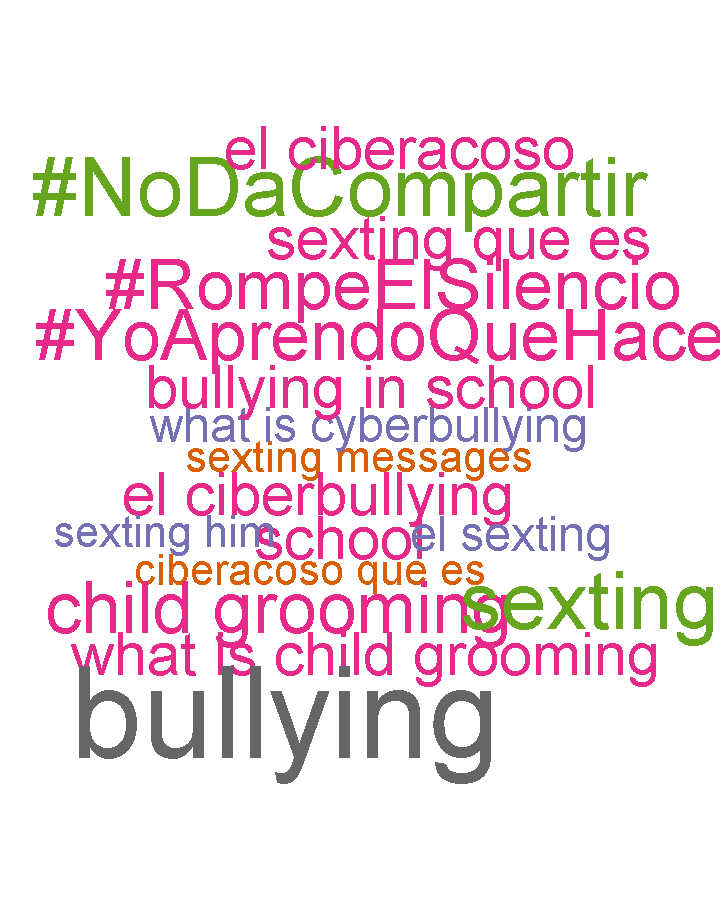 el ciberacoso
#NoDaCompartir
sexting que es
#RompeElSilencio
#YoAprendoQueHace
bullying in school
what is cyberbullying
sexting messages
el ciberbullying
sexting him
school
el sexting
ciberacoso que es
child grooming
sexting
what is child grooming
bullying